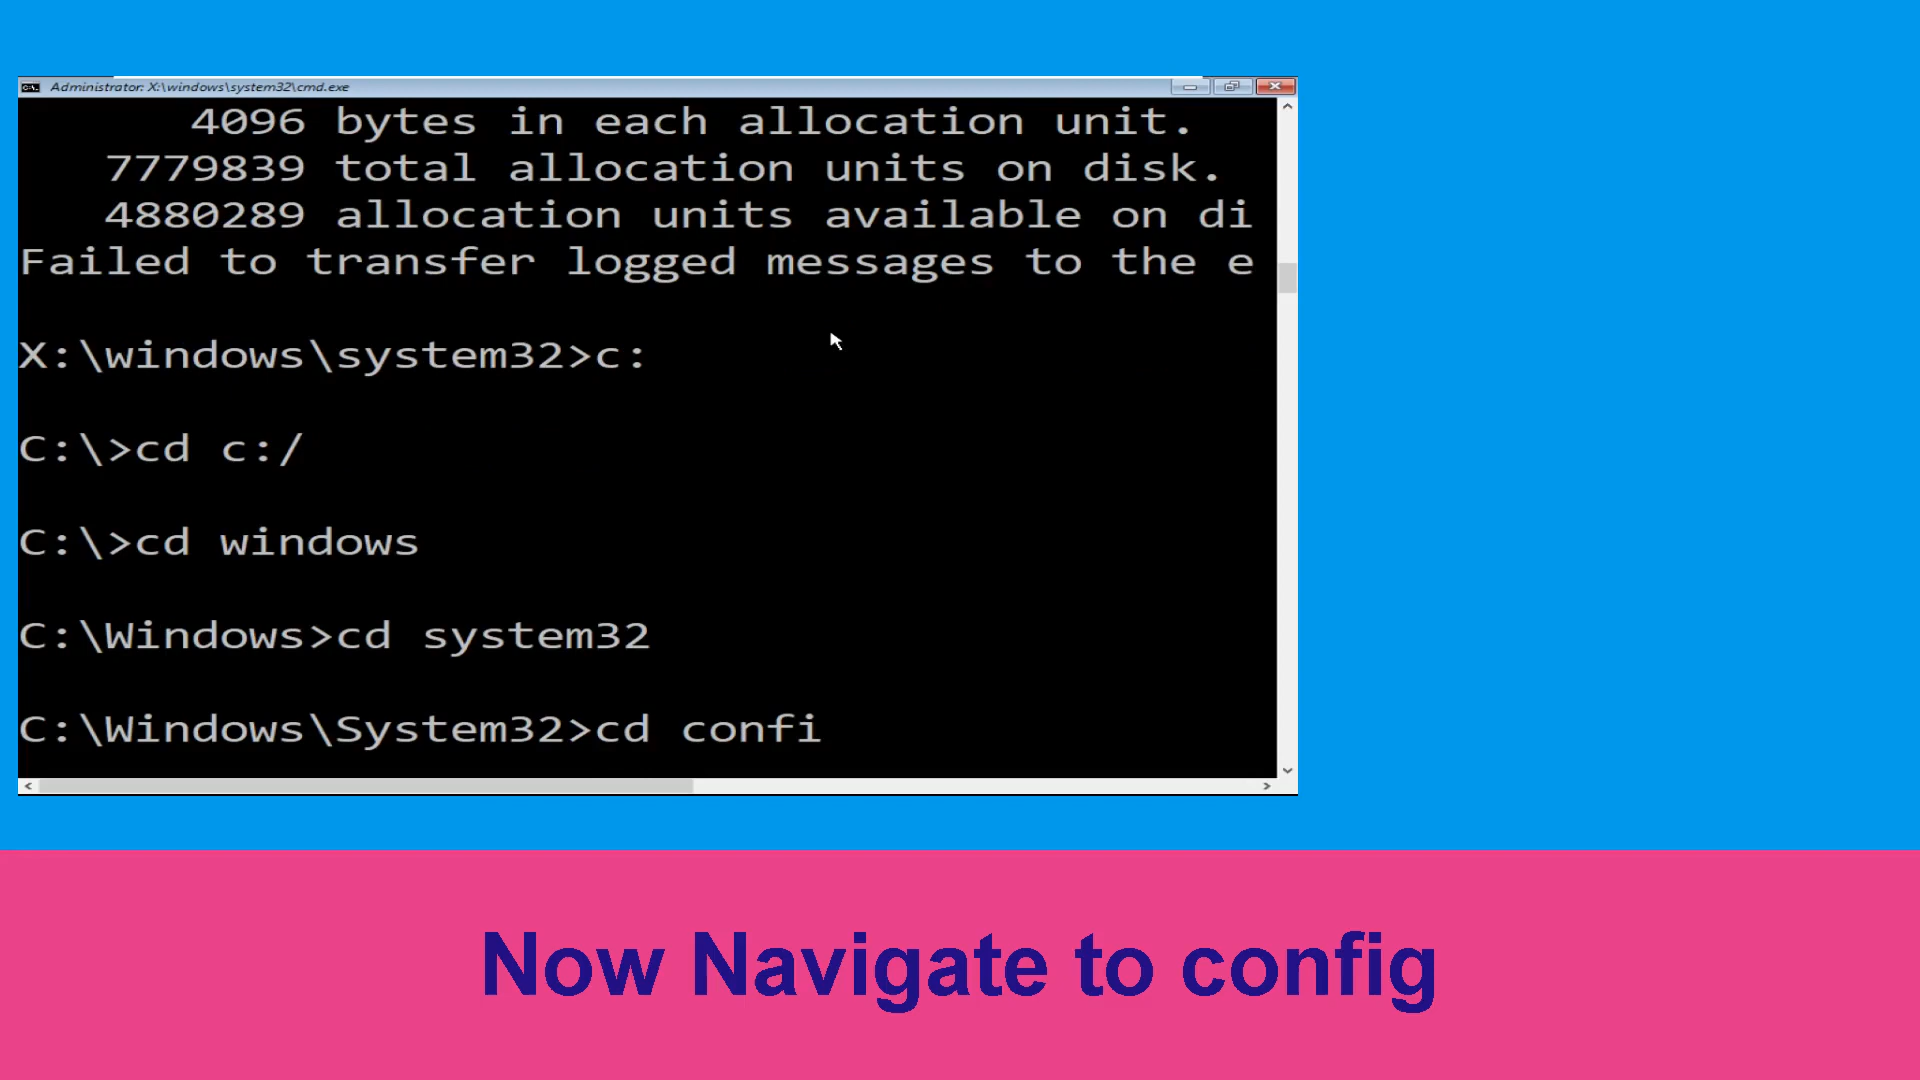 Administrator: X:\windows\system32\cmd.exe
4096 bytes in each allocation unit.
7779839 total allocation units on disk.
4880289 allocation units available on di
Failed to transfer logged messages to the e
X:\windows\system32>c:
C:\>cd c:/
C:\>cd windows
C:\Windows>cd system32
C:\Windows\System32>cd confi
Now Navigate to config